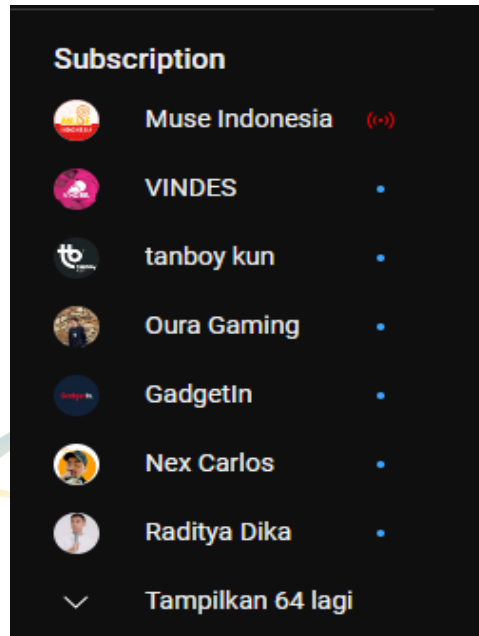 Subscription
Muse Indonesia
VINDES
tanboy kun
Oura Gaming
GadgetIn
Nex Carlos
Raditya Dika
Tampilkan 64 lagi